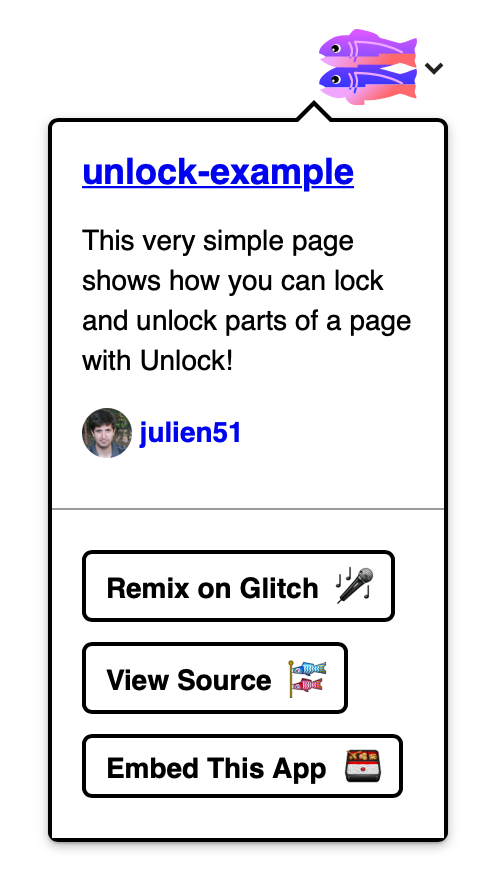 unlock-example
This very simple page
shows how you can lock
and unlock parts of a page
with Unlock!
julien51
Remix on Glitch
View Source
Embed This App